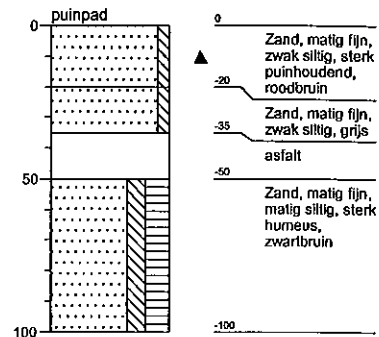 puinpad
0
50
100
0
Zand, matig fijn,
zwak siltig, sterk
puinhoudend,
roodbruin
-20
Zand, matig fijn,
zwak siltig, grijs
-35
asfalt
-50
Zand, matig fijn,
matig siltig, sterk
humeus,
zwartbruin
-100